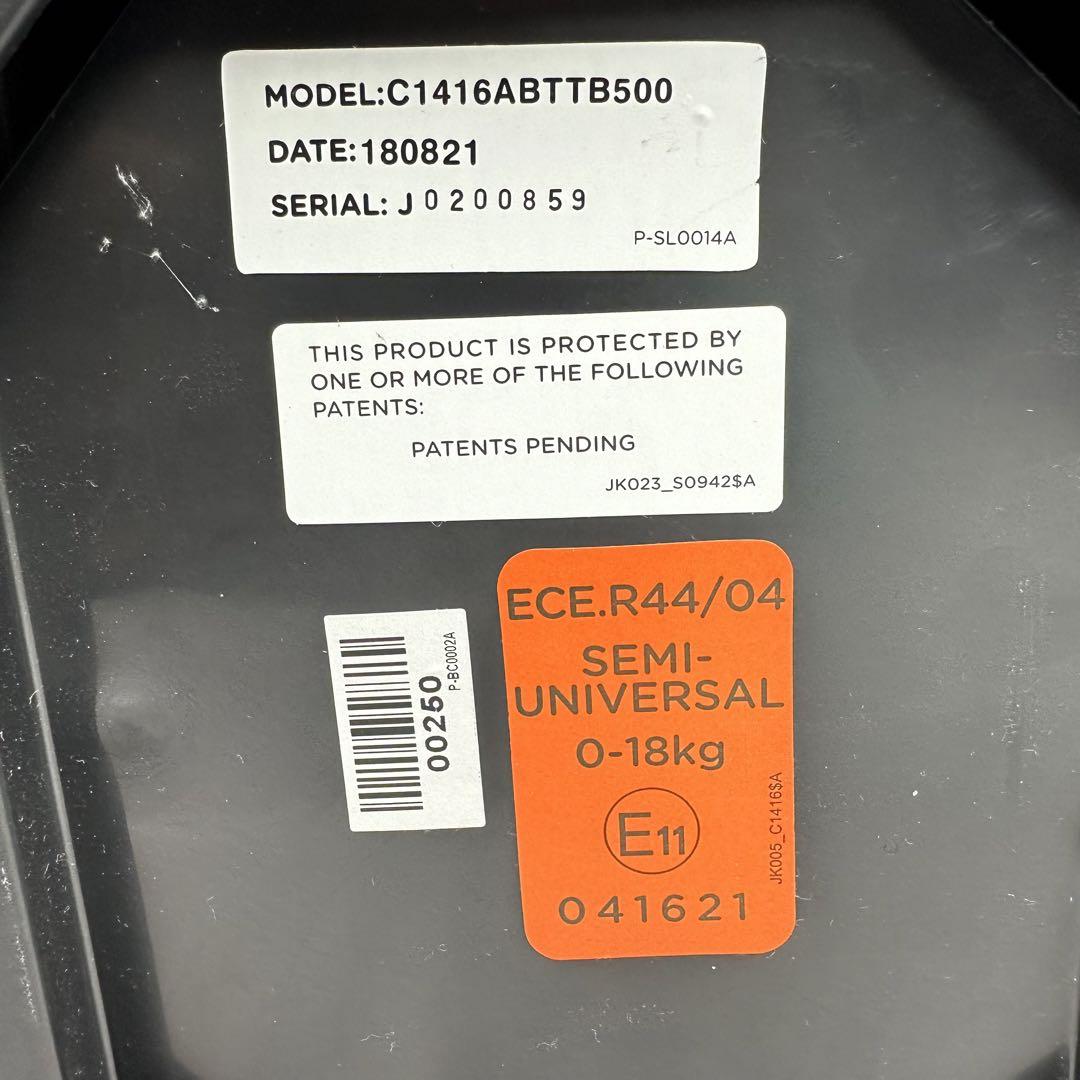 MODEL:C1416ABTTB500
DATE:180821
SERIAL: J0200859
P-SL0014A
THIS PRODUCT IS PROTECTED BY
ONE OR MORE OF THE FOLLOWING
PATENTS:
PATENTS PENDING
JK023_S0942$A
00250
P-BC0002A
ECE.R44/04
SEMI-
UNIVERSAL
0-18kg
E11
041621
JK005_C1416$A